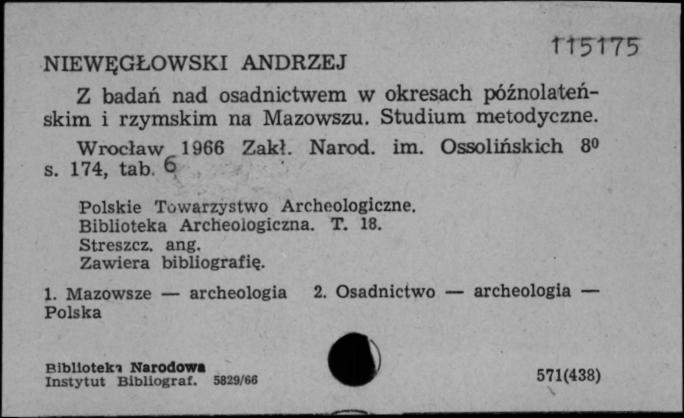 115175
NIEWĘGŁOWSKI ANDRZEJ
Z badań nad osadnictwem w okresach późnolateń-
skim i rzymskim na Mazowszu. Studium metodyczne.
Wrocław 1966 Zakł. Narod. im. Ossolińskich 8⁰
s. 174, tab. 6
Polskie Towarzystwo Archeologiczne.
Biblioteka Archeologiczna. T. 18.
Streszcz. ang.
Zawiera bibliografię.
1. Mazowsze — archeologia 2. Osadnictwo — archeologia —
Polska
Biblioteka Narodowa
Instytut Bibliograf. 5829/66
571(438)